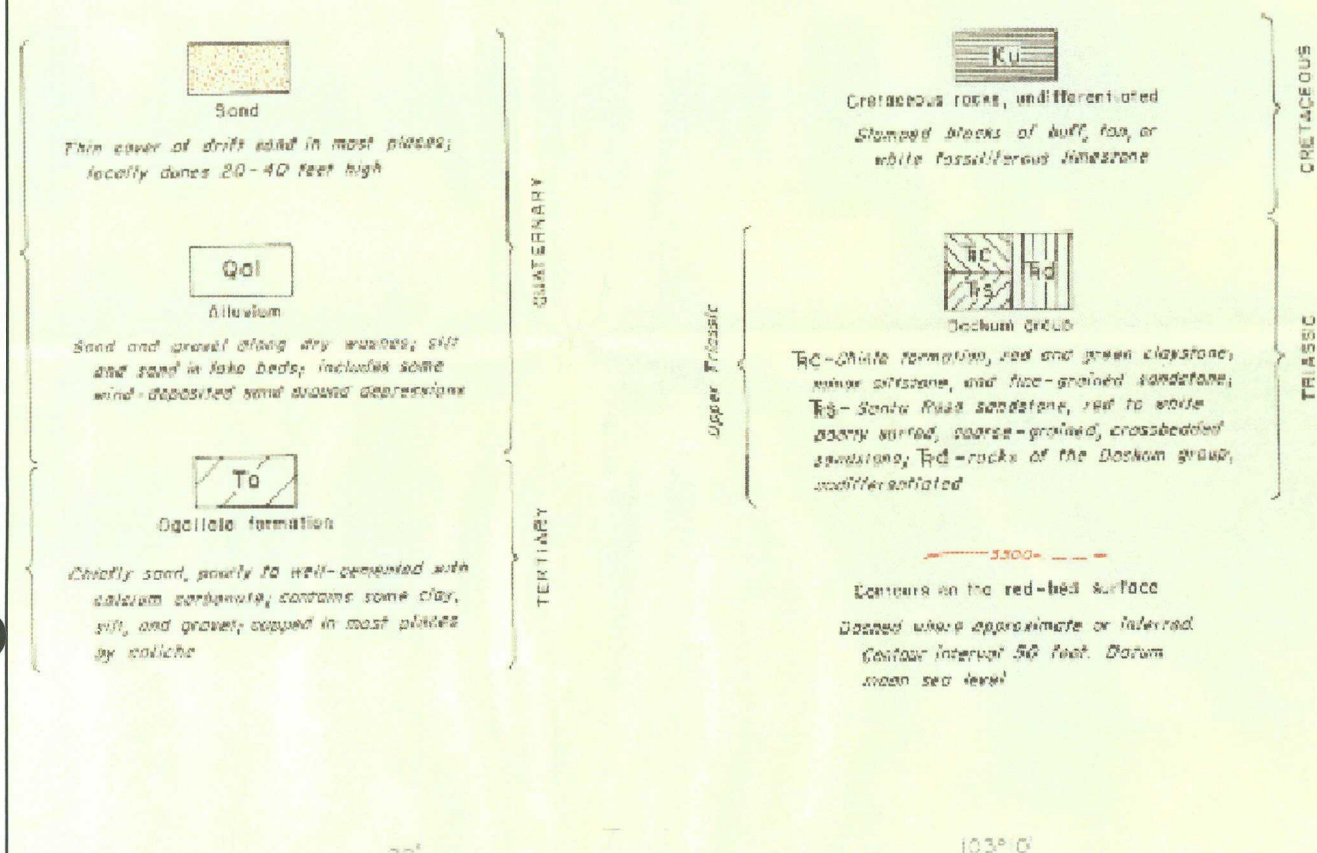 Sand
Thin cover of drift sand in most places;
locally dunes 20-40 feet high
Qal
Alluvium
Sand and gravel along dry washes; silt
and sand in lake beds; includes some
wind-deposited sand around depressions
QUATERNARY
To
Ogallala formation
Chiefly sand, poorly to well-cemented with
calcium carbonate; contains some clay,
silt, and gravel; capped in most places
by caliche
TERTIARY
Ku
Cretaceous rocks, undifferentiated
Slumped blocks of buff, tan, or
white fossiliferous limestone
CRETACEOUS
Upper Triassic
Ꞧc
Ꞧs
Ꞧd
Dockum group
Ꞧc-Chinle formation, red and green claystone;
minor siltstone, and fine-grained sandstone;
Ꞧs-Santa Rosa sandstone, red to white
poorly sorted, coarse-grained, crossbedded
sandstone; Ꞧd-rocks of the Dockum group,
undifferentiated
TRIASSIC
3500
Contours on the red-bed surface
Dashed where approximate or inferred.
Contour interval 50 feet. Datum
mean sea level
103°10'